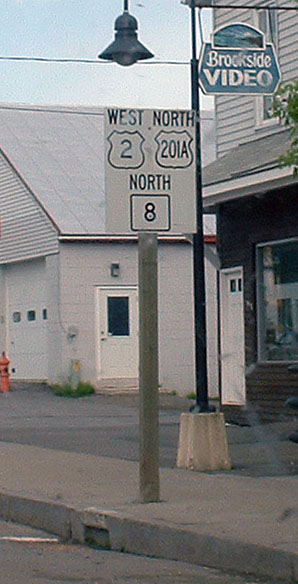 Brookside
VIDEO
WEST NORTH
2 201A
NORTH
8